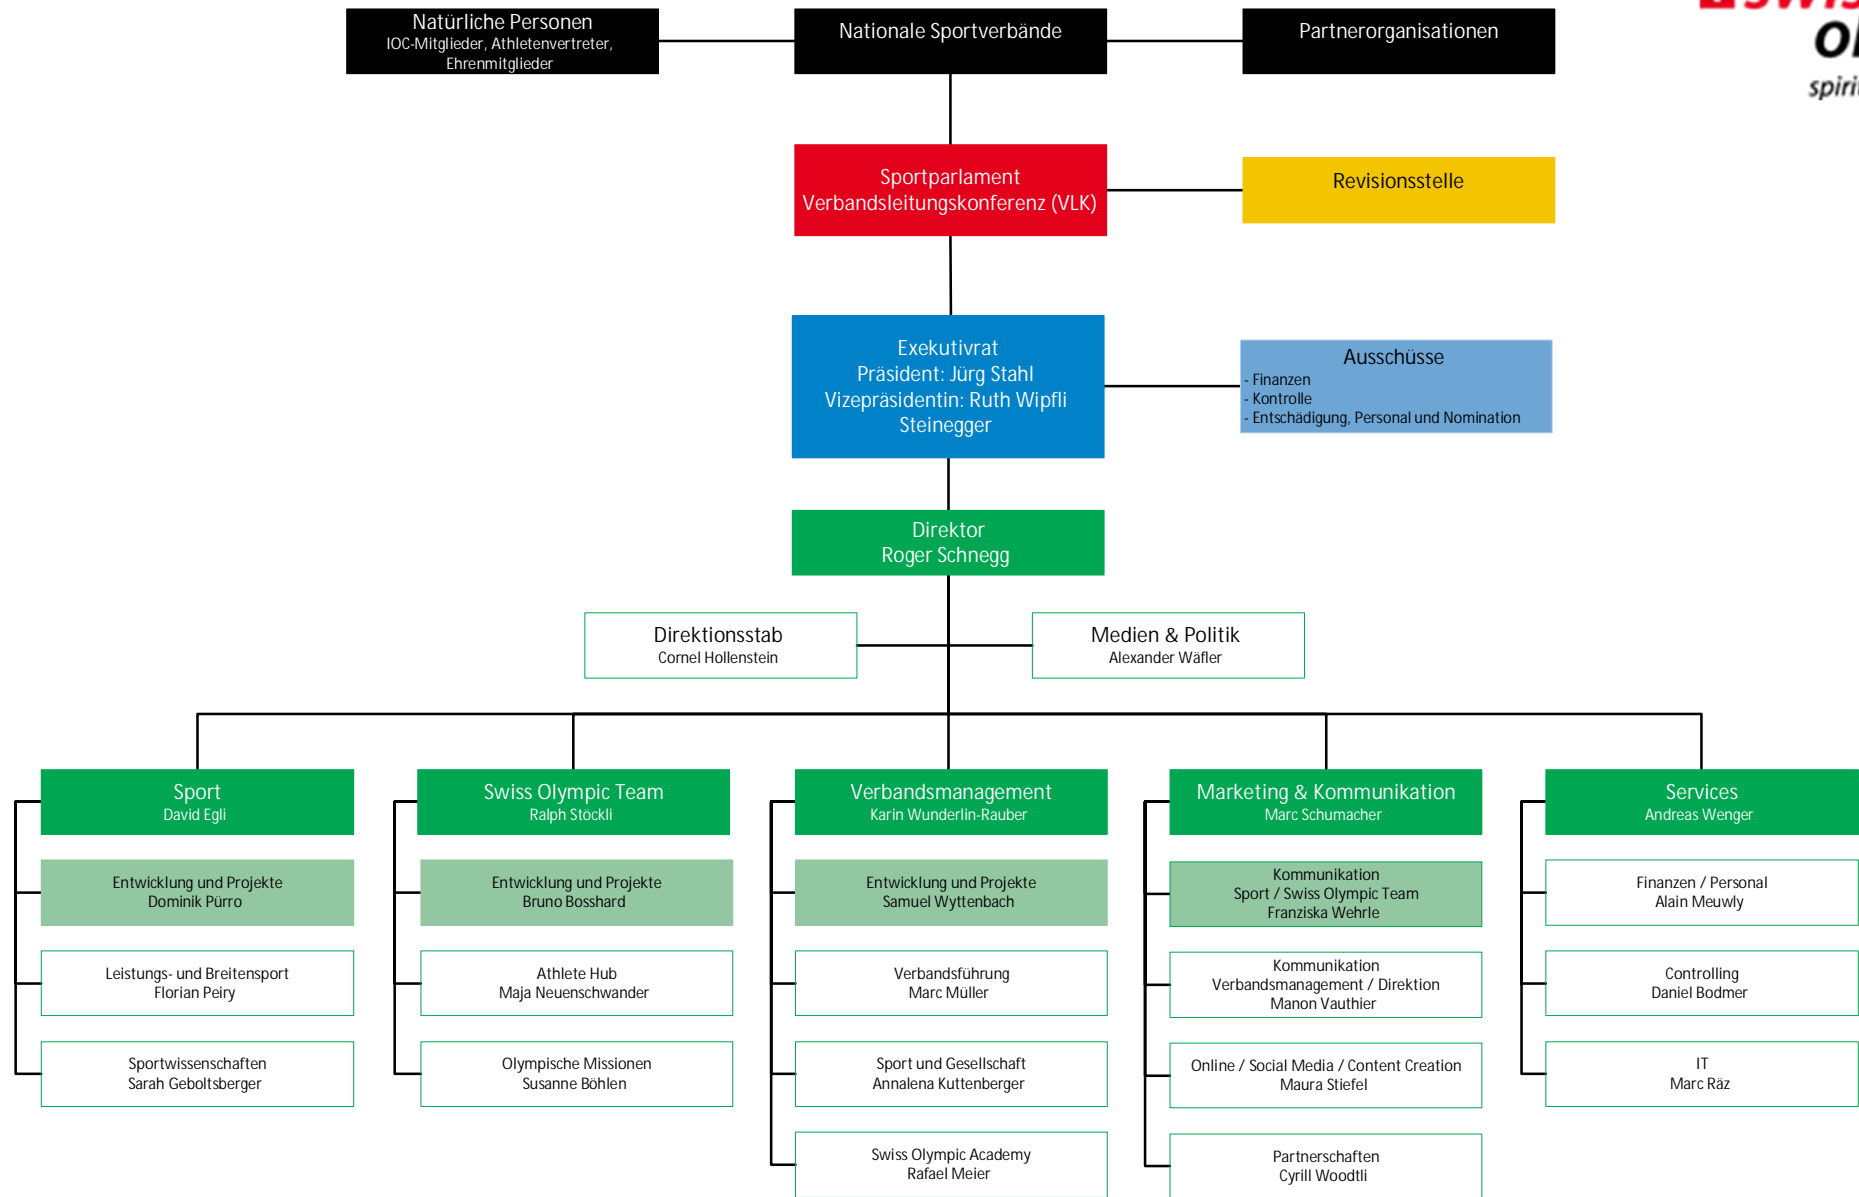 Natürliche Personen
IOC-Mitglieder, Athletenvertreter,
Ehrenmitglieder
Nationale Sportverbände
Partnerorganisationen
spirit
Sportparlament
Verbandsleitungskonferenz (VLK)
Revisionsstelle
Exekutivrat
Präsident: Jürg Stahl
Vizepräsidentin: Ruth Wipfli
Steinegger
Ausschüsse
- Finanzen
- Kontrolle
- Entschädigung, Personal und Nomination
Direktor
Roger Schnegg
Direktionsstab
Cornel Hollenstein
Medien & Politik
Alexander Wäfler
Sport
David Egli
Entwicklung und Projekte
Dominik Pürro
Leistungs- und Breitensport
Florian Peiry
Sportwissenschaften
Sarah Geboltsberger
Swiss Olympic Team
Ralph Stöckli
Entwicklung und Projekte
Bruno Bosshard
Athlete Hub
Maja Neuenschwander
Olympische Missionen
Susanne Böhlen
Verbandsmanagement
Karin Wunderlin-Rauber
Entwicklung und Projekte
Samuel Wyttenbach
Verbandsführung
Marc Müller
Sport und Gesellschaft
Annalena Kuttenberger
Swiss Olympic Academy
Rafael Meier
Marketing & Kommunikation
Marc Schumacher
Kommunikation
Sport / Swiss Olympic Team
Franziska Wehrle
Kommunikation
Verbandsmanagement / Direktion
Manon Vauthier
Online / Social Media / Content Creation
Maura Stiefel
Partnerschaften
Cyrill Woodtli
Services
Andreas Wenger
Finanzen / Personal
Alain Meuwly
Controlling
Daniel Bodmer
IT
Marc Räz